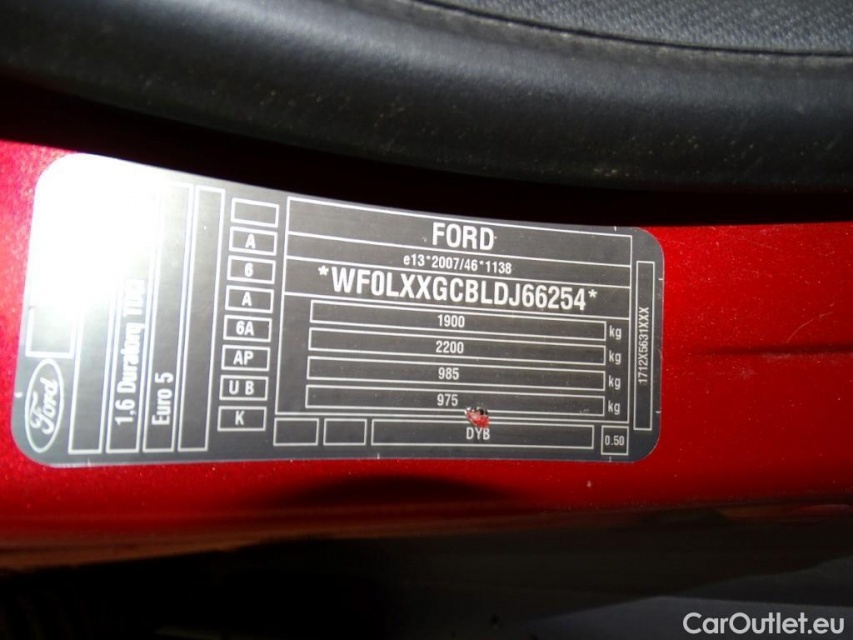 FORD
e13*2007/46*1138
*WF0LXXGCBLDJ66254*
1900 kg
2200 kg
985 kg
975 kg
DYB
0.50
1712X5631XXX
A
6
A
6A
AP
U B
K
1,6 Duratorq TDCi
Euro 5
Ford
CarOutlet.eu